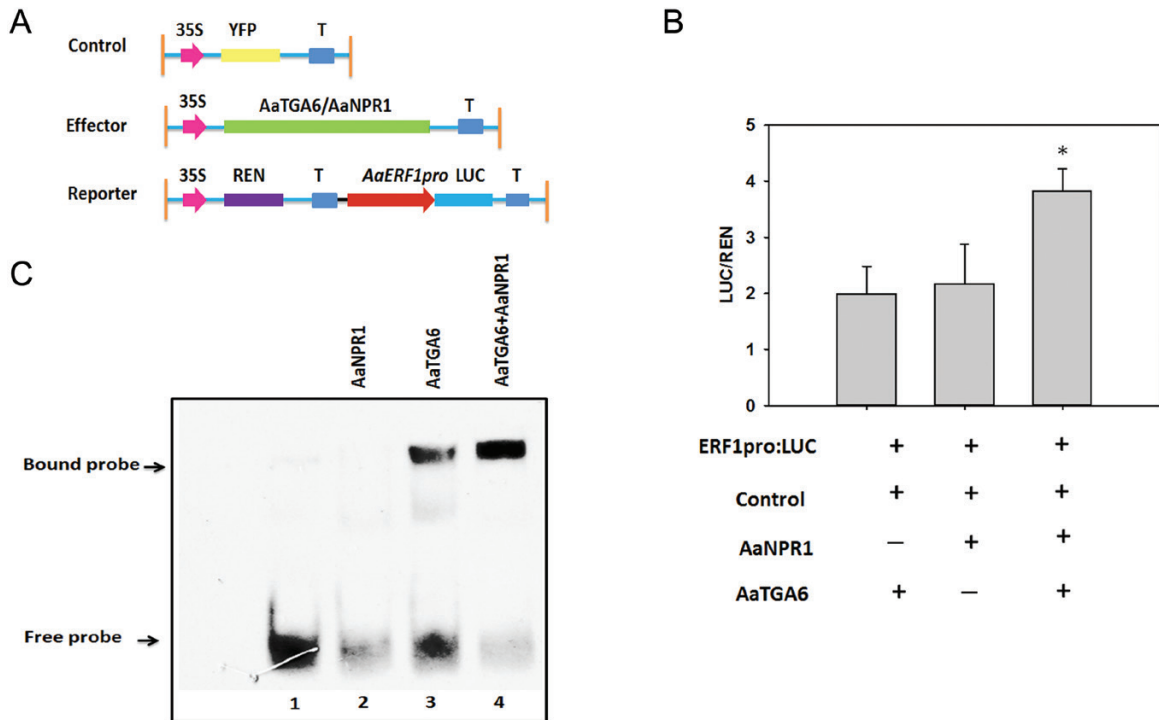 A
35S YFP T
Control
35S AaTGA6/AaNPR1 T
Effector
35S REN T AaERF1pro LUC T
Reporter
B
5
4
3
2
1
0
LUC/REN
*
ERF1pro:LUC + + +
Control + + +
AaNPR1 — + +
AaTGA6 + — +
C
AaNPR1
AaTGA6
AaTGA6+AaNPR1
Bound probe
Free probe
1 2 3 4